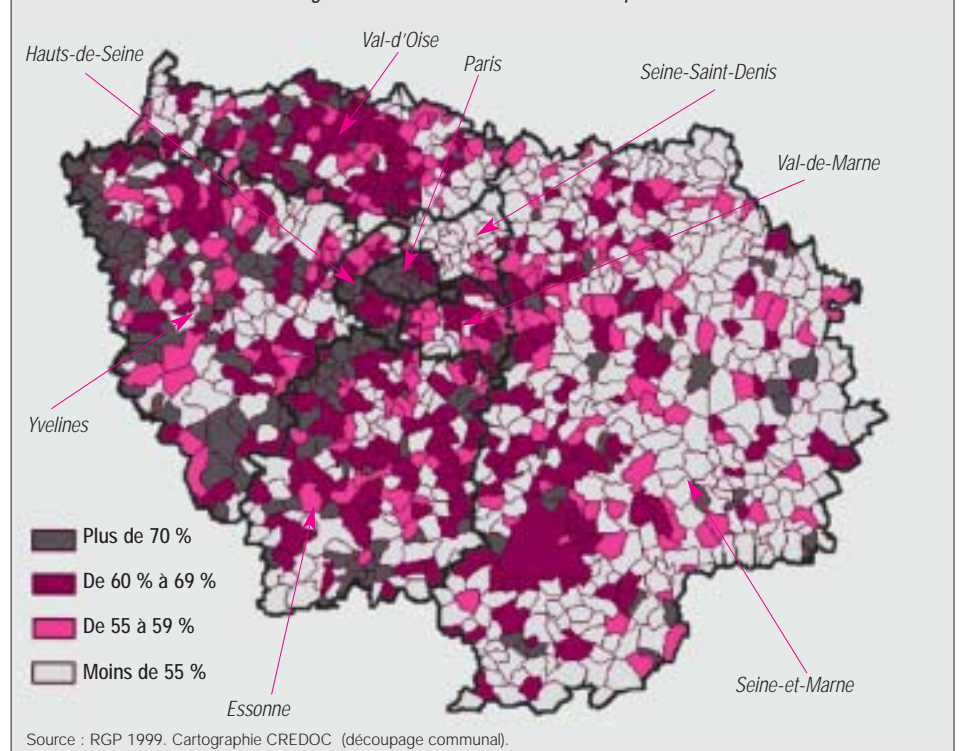 Hauts-de-Seine
Val-d'Oise
Paris
Seine-Saint-Denis
Val-de-Marne
Yvelines
Plus de 70 %
De 60 % à 69 %
De 55 à 59 %
Moins de 55 %
Essonne
Seine-et-Marne
Source : RGP 1999. Cartographie CREDOC (découpage communal).